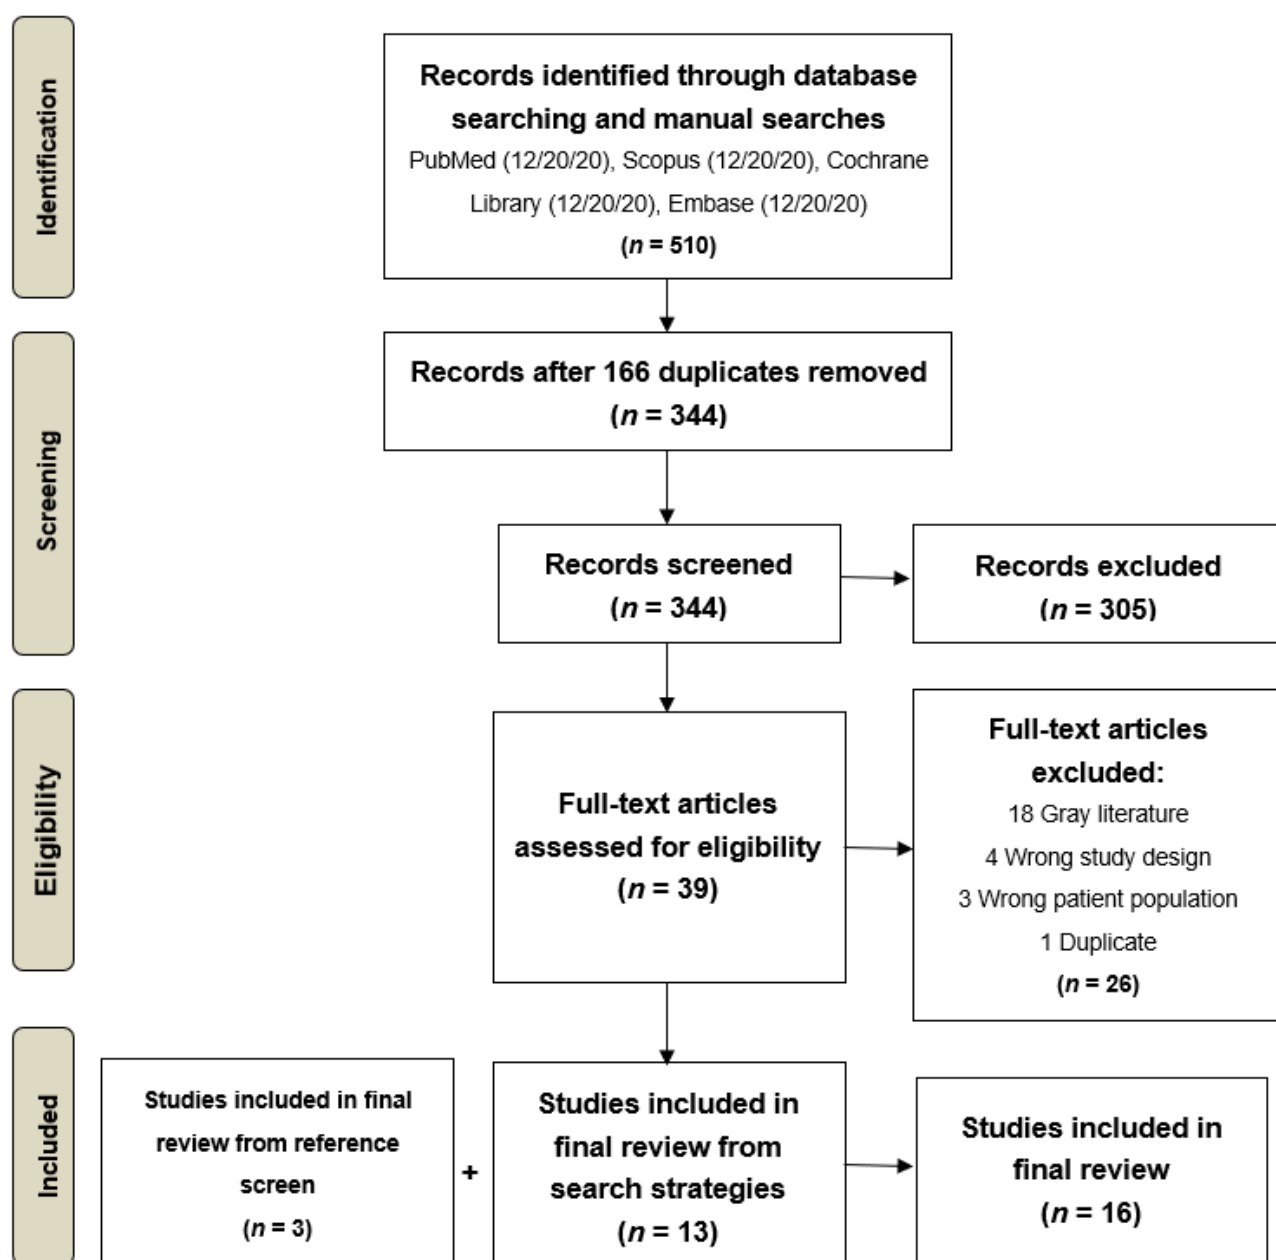 Identification
Records identified through database
searching and manual searches
PubMed (12/20/20), Scopus (12/20/20), Cochrane
Library (12/20/20), Embase (12/20/20)
(n = 510)
Screening
Records after 166 duplicates removed
(n = 344)
Records screened
(n = 344)
Records excluded
(n = 305)
Eligibility
Full-text articles
assessed for eligibility
(n = 39)
Full-text articles
excluded:
18 Gray literature
4 Wrong study design
3 Wrong patient population
1 Duplicate
(n = 26)
Included
Studies included in final
review from reference
screen
(n = 3)
+
Studies included in
final review from
search strategies
(n = 13)
Studies included in
final review
(n = 16)